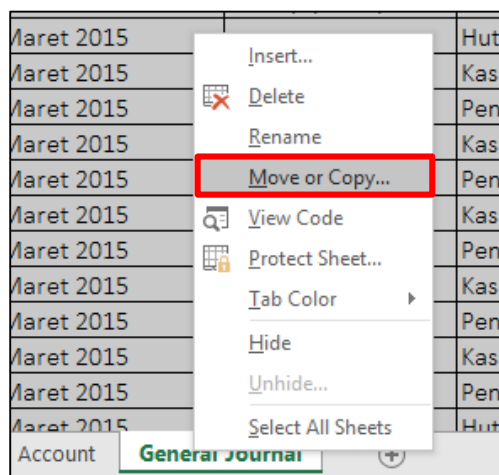 Maret 2015 Hut
Maret 2015 Kas
Maret 2015 Pen
Maret 2015 Kas
Maret 2015 Pen
Maret 2015 Kas
Maret 2015 Pen
Maret 2015 Kas
Maret 2015 Pen
Maret 2015 Kas
Maret 2015 Pen
Maret 2015 Hut
Insert...
Delete
Rename
Move or Copy...
View Code
Protect Sheet...
Tab Color
Hide
Unhide...
Select All Sheets
Account General Journal